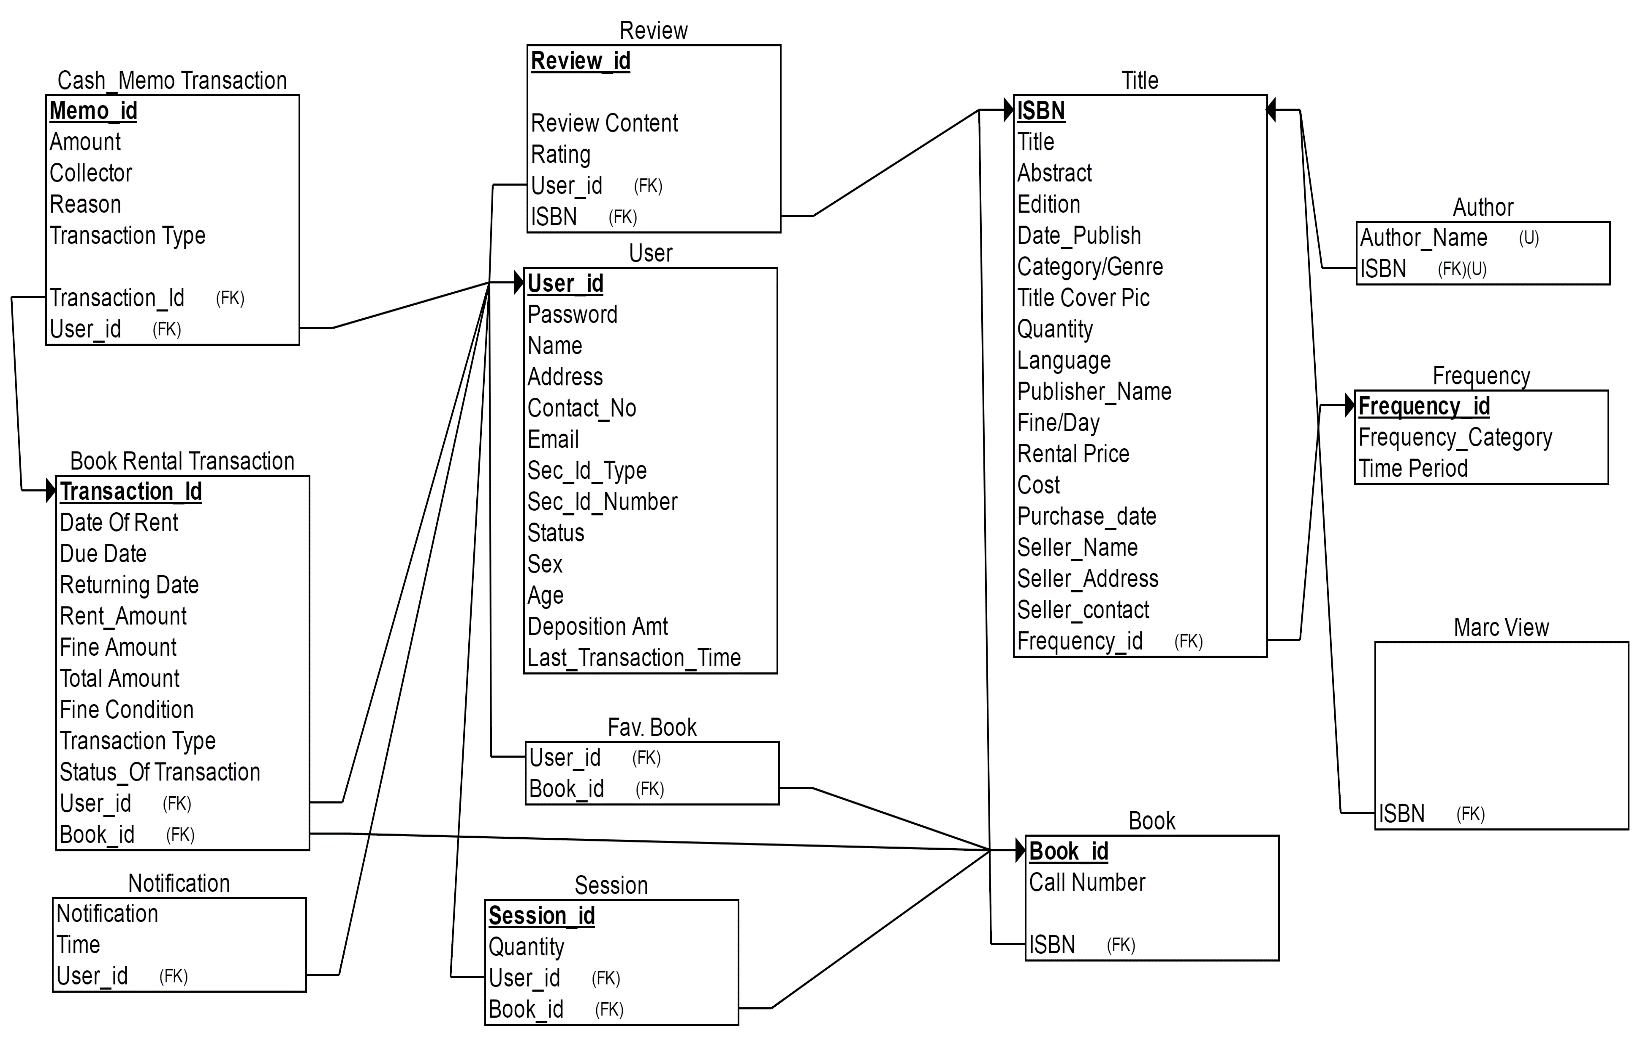 Cash_Memo Transaction
Memo_id
Amount
Collector
Reason
Transaction Type
Transaction_Id (FK)
User_id (FK)
Book Rental Transaction
Transaction_Id
Date Of Rent
Due Date
Returning Date
Rent_Amount
Fine Amount
Total Amount
Fine Condition
Transaction Type
Status_Of Transaction
User_id (FK)
Book_id (FK)
Notification
Notification
Time
User_id (FK)
Review
Review_id
Review Content
Rating
User_id (FK)
ISBN (FK)
User
User_id
Password
Name
Address
Contact_No
Email
Sec_Id_Type
Sec_Id_Number
Status
Sex
Age
Deposition Amt
Last_Transaction_Time
Fav. Book
User_id (FK)
Book_id (FK)
Session
Session_id
Quantity
User_id (FK)
Book_id (FK)
Title
ISBN
Title
Abstract
Edition
Date_Publish
Category/Genre
Title Cover Pic
Quantity
Language
Publisher_Name
Fine/Day
Rental Price
Cost
Purchase_date
Seller_Name
Seller_Address
Seller_contact
Frequency_id (FK)
Book
Book_id
Call Number
ISBN (FK)
Author
Author_Name (U)
ISBN (FK)(U)
Frequency
Frequency_id
Frequency_Category
Time Period
Marc View
ISBN (FK)